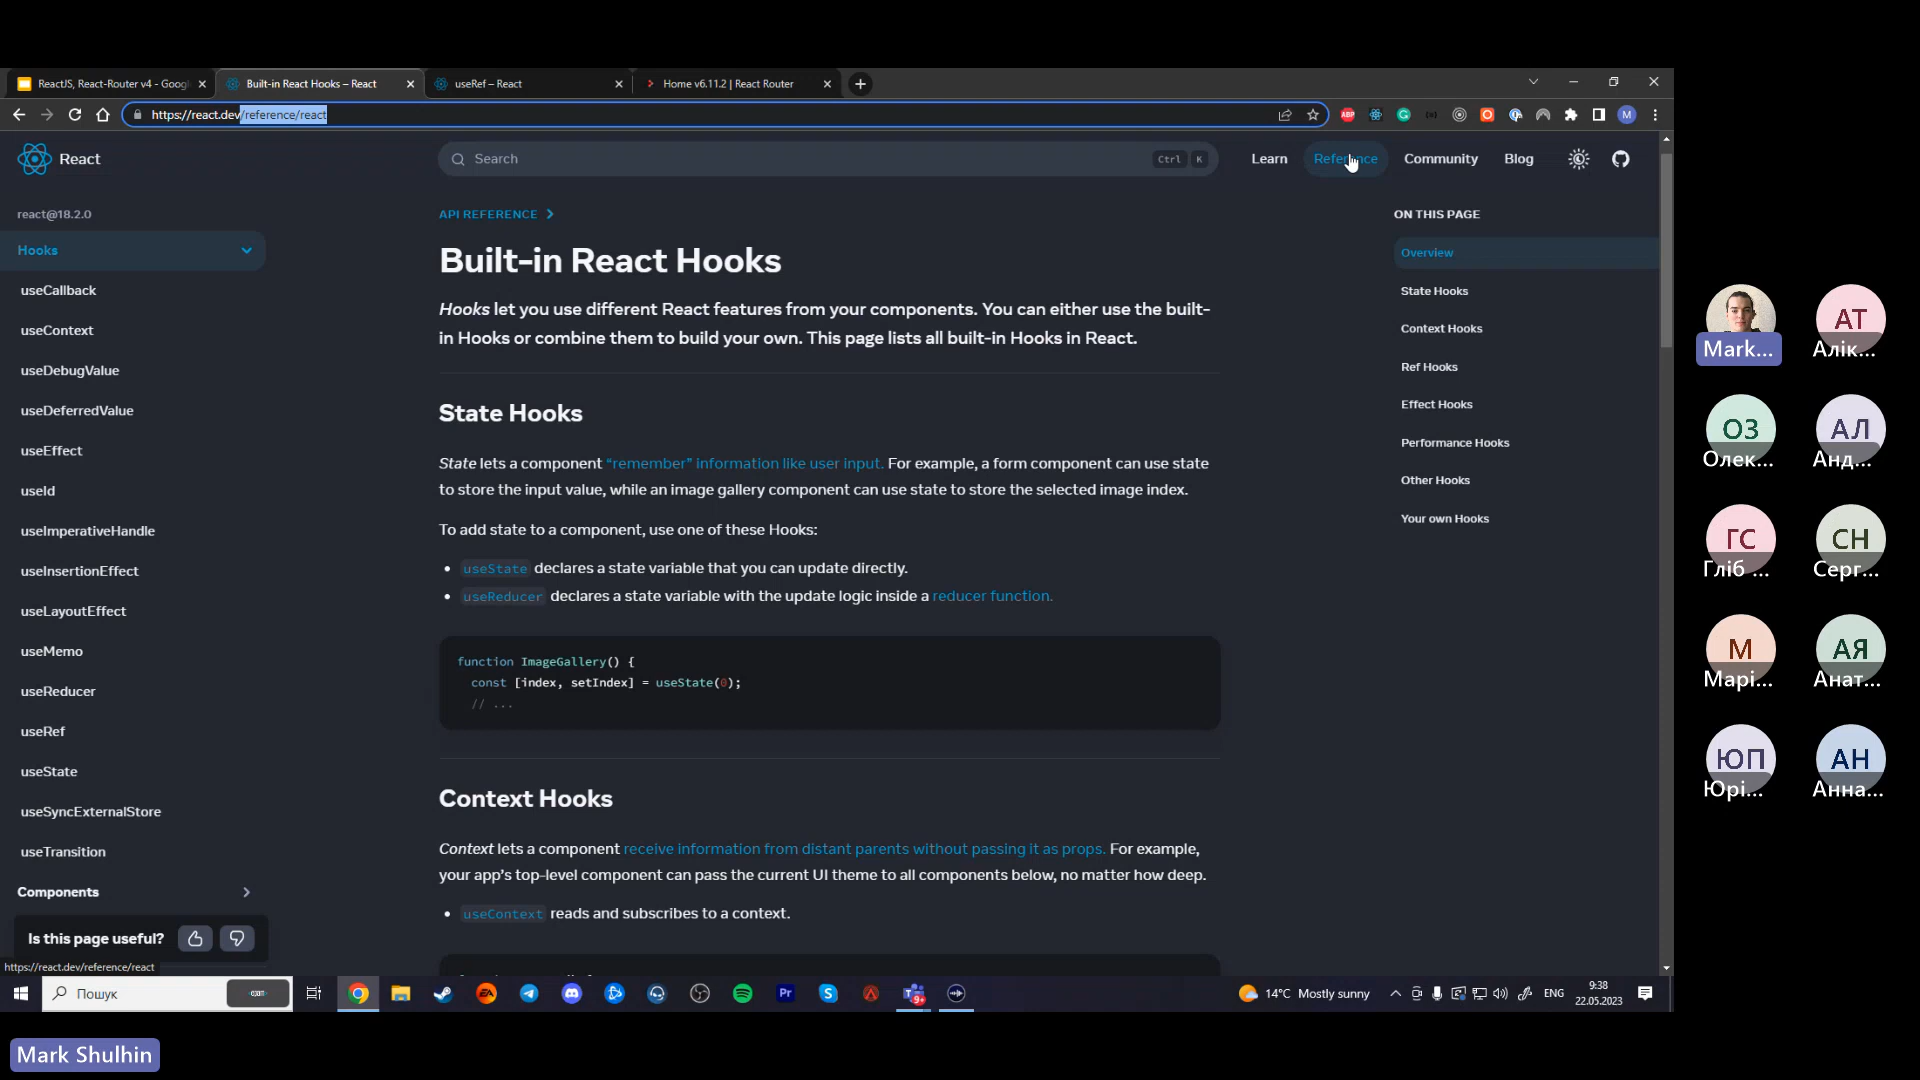 ReactJS, React-Router v4 - Googl
Built-in React Hooks – React
useRef – React
Home v6.11.2 | React Router
https://react.dev/reference/react
ABP
M
React
Search
Ctrl K
Learn
Reference
Community
Blog
react@18.2.0
Hooks
useCallback
useContext
useDebugValue
useDeferredValue
useEffect
useId
useImperativeHandle
useInsertionEffect
useLayoutEffect
useMemo
useReducer
useRef
useState
useSyncExternalStore
useTransition
Components
Is this page useful?
https://react.dev/reference/react
API REFERENCE
Built-in React Hooks
Hooks let you use different React features from your components. You can either use the built-
in Hooks or combine them to build your own. This page lists all built-in Hooks in React.
State Hooks
State lets a component “remember” information like user input. For example, a form component can use state
to store the input value, while an image gallery component can use state to store the selected image index.
To add state to a component, use one of these Hooks:
useState declares a state variable that you can update directly.
useReducer declares a state variable with the update logic inside a reducer function.
function ImageGallery() {
const [index, setIndex] = useState(0);
// ...
Context Hooks
Context lets a component receive information from distant parents without passing it as props. For example,
your app’s top-level component can pass the current UI theme to all components below, no matter how deep.
useContext reads and subscribes to a context.
ON THIS PAGE
Overview
State Hooks
Context Hooks
Ref Hooks
Effect Hooks
Performance Hooks
Other Hooks
Your own Hooks
Mark...
АТ
Алік...
ОЗ
Олек...
АЛ
Анд...
ГС
Гліб ...
СН
Серг...
М
Марі...
АЯ
Анат...
ЮП
Юрі...
АН
Анна...
Пошук
EA
Pr
9+
14°C Mostly sunny
ENG
9:38
22.05.2023
Mark Shulhin